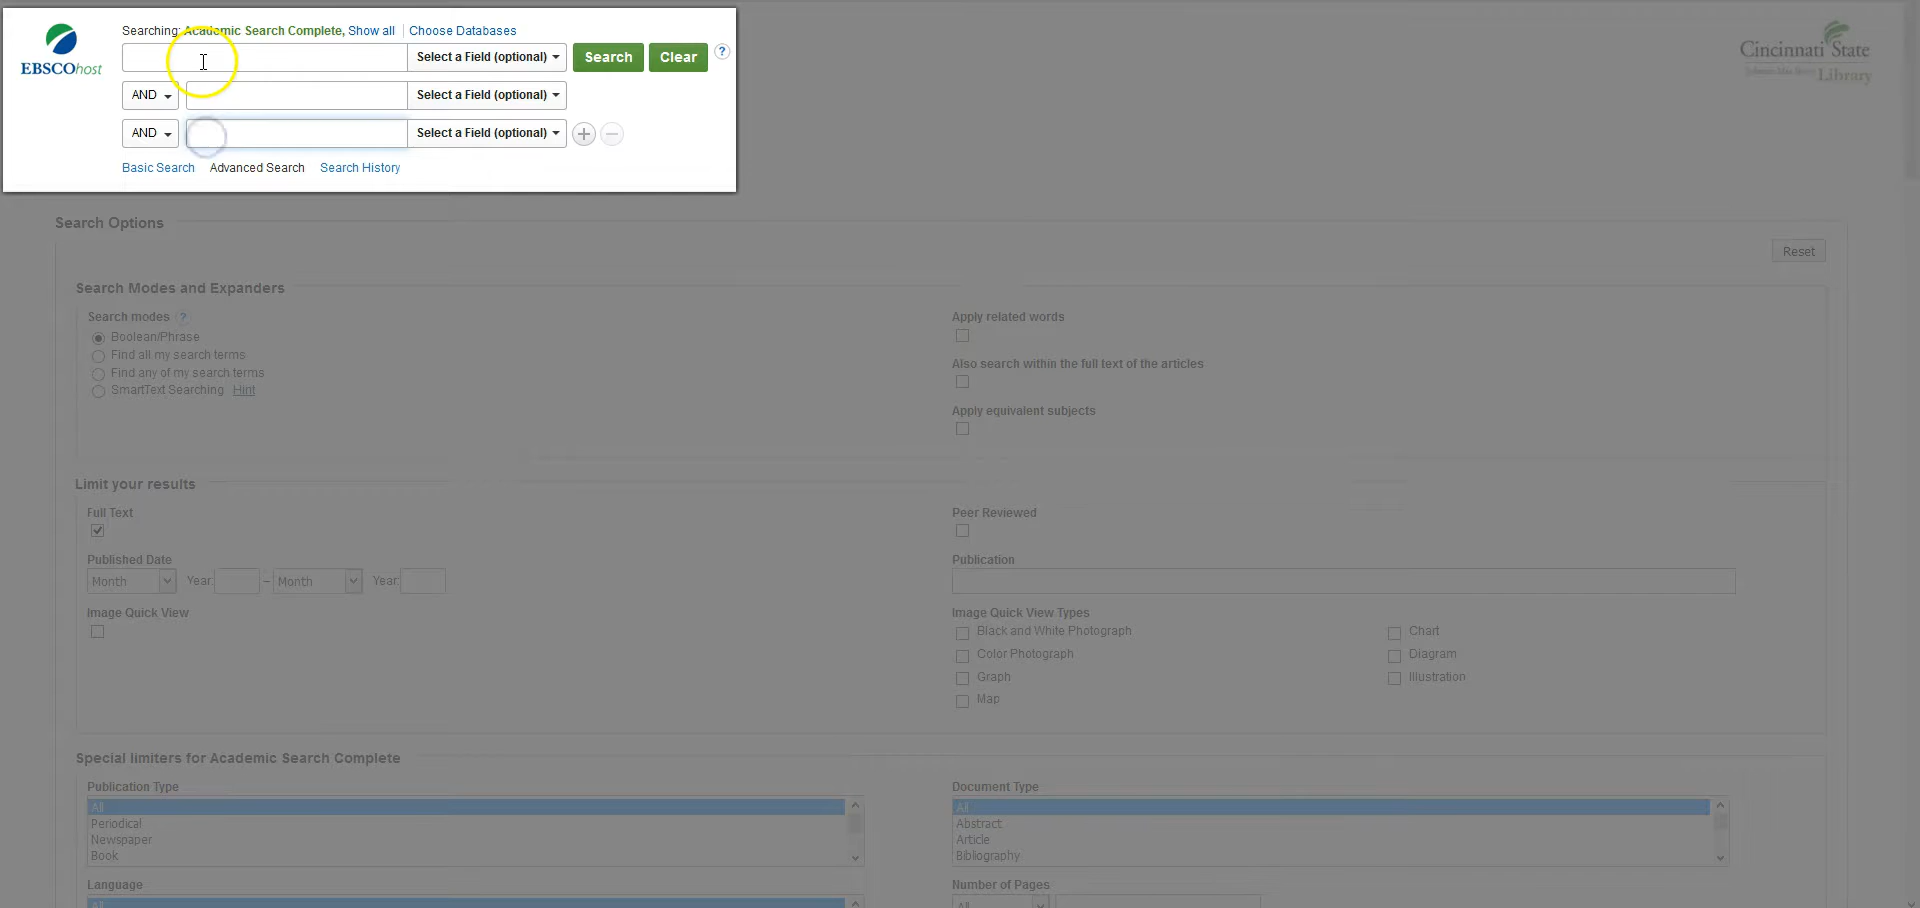 Searching: Academic Search Complete, Show all | Choose Databases
EBSCOhost
Select a Field (optional) Search Clear ?
AND Select a Field (optional)
AND Select a Field (optional)
Basic Search Advanced Search Search History
Cincinnati State
Library
Search Options
Reset
Search Modes and Expanders
Search modes ?
Boolean/Phrase
Find all my search terms
Find any of my search terms
SmartText Searching Hint
Apply related words
Also search within the full text of the articles
Apply equivalent subjects
Limit your results
Full Text
Published Date
Month Year: – Month Year:
Image Quick View
Peer Reviewed
Publication
Image Quick View Types
Black and White Photograph
Color Photograph
Graph
Map
Chart
Diagram
Illustration
Special limiters for Academic Search Complete
Publication Type
All
Periodical
Newspaper
Book
Document Type
All
Abstract
Article
Bibliography
Language
All
Number of Pages
All